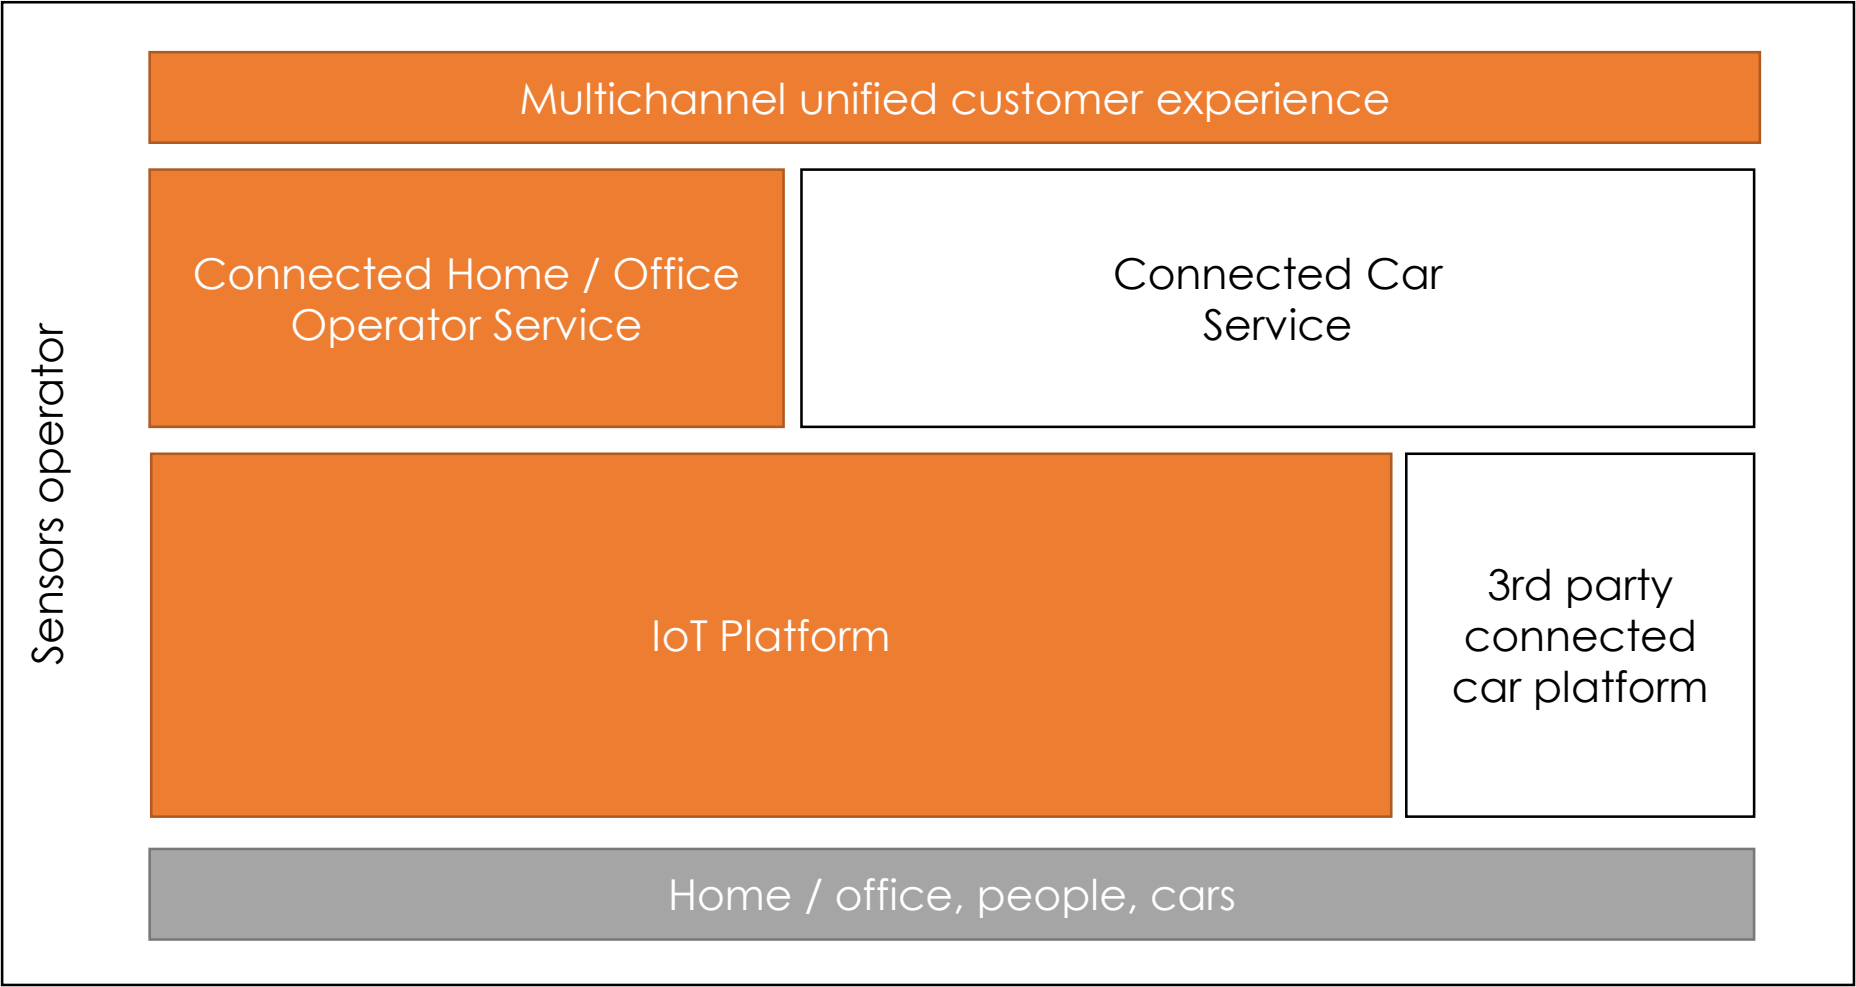 Multichannel unified customer experience
Connected Home / Office
Operator Service
Connected Car
Service
Sensors operator
IoT Platform
3rd party
connected
car platform
Home / office, people, cars